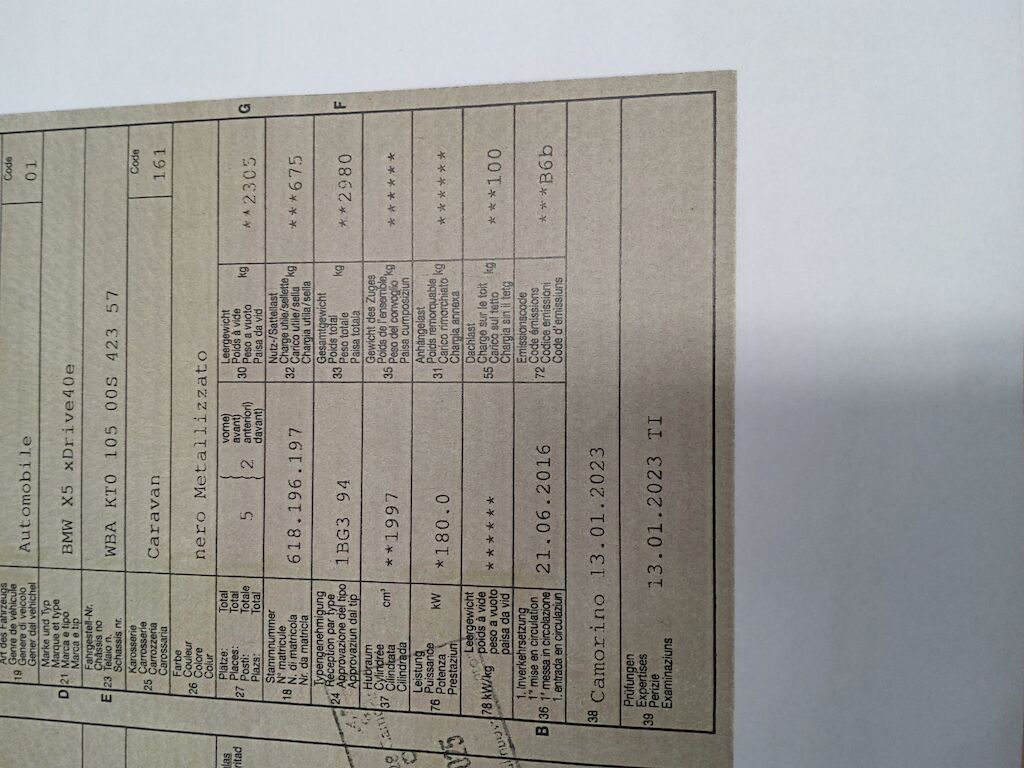 Art des Fahrzeugs
Genre de véhicule
19 Genere di veicolo
Gener dal vehichel
Automobile
Code
01
Marke und Typ
Marque et type
D 21 Marca e tipo
Marca e tip
BMW X5 xDrive40e
Fahrgestell-Nr.
Châssis no
E 23 Telaio n.
Schassis nr.
WBA KT0 105 00S 423 57
Karosserie
Carrosserie
25 Carrozzeria
Carossaria
Caravan
Code
161
Farbe
Couleur
26 Colore
Colur
nero Metallizzato
Plätze: Total
Places: Total
27 Posti: Totale
Plazs: Total
5 } 2
vorne)
avant)
anteriori)
davant)
Leergewicht
Poids à vide
30 Peso a vuoto kg
Paisa da vid
**2305 G
Stammnummer
N° matricule
18 N. di matricola
Nr. da matricla
618.196.197
Nutz-/Sattellast
Charge utile/sellette
32 Carico utile/sella kg
Chargia utila/sella
***675
Typengenehmigung
Réception par type
24 Approvazione del tipo
Approvaziun dal tip
1BG3 94
Gesamtgewicht
Poids total
33 Peso totale kg
Paisa totala
**2980 F
Hubraum
Cylindrée
37 Cilindrata cm³
Cilindrada
**1997
Gewicht des Zuges
Poids de l'ensemble
35 Peso del convoglio kg
Paisa cumposiziun
******
Leistung
Puissance
76 Potenza kW
Prestaziun
*180.0
Anhängelast
Poids remorquable
31 Carico rimorchiato kg
Chargia annexa
******
Leergewicht
poids à vide
78 W/kg peso a vuoto
paisa da vid
******
Dachlast
Charge sur le toit
55 Carico sul tetto kg
Chargia sin il tetg
***100
1. Inverkehrsetzung
1re mise en circulation
B 36 1a messa in circolazione
1. entrada en circulaziun
21.06.2016
Emissionscode
Code émissions
72 Codice emissioni
Code d'emissiuns
***B6b
38 Camorino 13.01.2023
Prüfungen
Expertises
39 Perizie
Examinaziuns
13.01.2023 TI